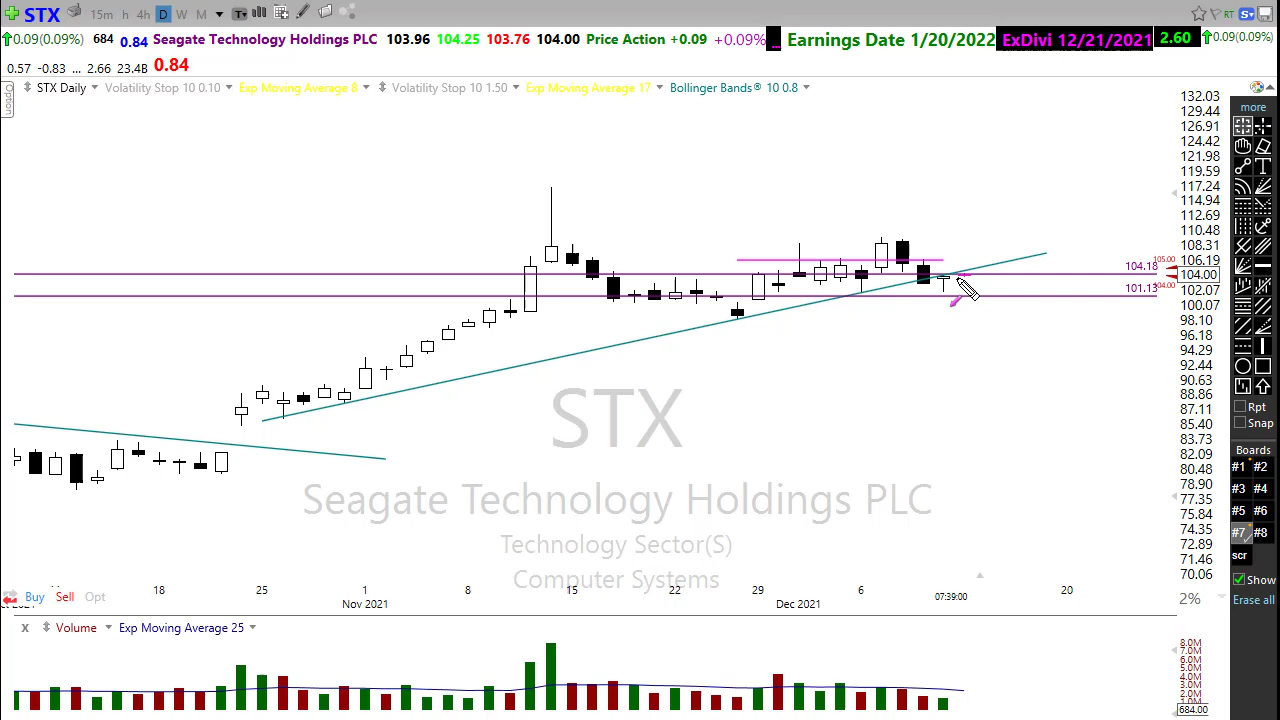 STX 15m h 4h D W M T RT S
0.09(0.09%) 684 0.84 Seagate Technology Holdings PLC 103.96 104.25 103.76 104.00 Price Action +0.09 +0.09% ... Earnings Date 1/20/2022 ExDivi 12/21/2021 2.60 0.09(0.09%)
0.57 -0.83 ... 2.66 23.4B 0.84
Option
STX Daily Volatility Stop 10 0.10 Exp Moving Average 8 Volatility Stop 10 1.50 Exp Moving Average 17 Bollinger Bands® 10 0.8
132.03
129.44
126.91
124.42
121.98
119.59
117.24
114.94
112.69
110.48
108.31
106.19
104.18 105.00
104.00
101.13 104.00
102.07
100.07
98.10
96.18
94.29
92.44
90.63
88.86
87.11
85.40
83.73
82.09
80.48
78.90
77.35
75.84
74.35
72.89
71.46
70.06
more
Rpt
Snap
Boards
#1 #2
#3 #4
#5 #6
#7 #8
scr
Show
Erase all
STX
Seagate Technology Holdings PLC
Technology Sector(S)
Computer Systems
18 25 1 8 15 22 29 6 07:39:00 20
Nov 2021 Dec 2021
Buy Sell Opt
2%
X Volume Exp Moving Average 25
8.0M
7.0M
6.0M
5.0M
4.0M
3.0M
2.0M
684.00